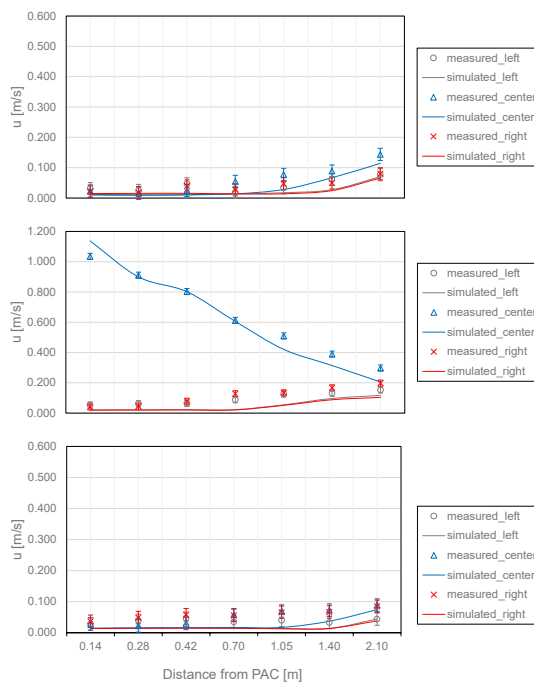 0.600
0.500
0.400
0.300
0.200
0.100
0.000
u [m/s]
measured_left
simulated_left
measured_center
simulated_center
measured_right
simulated_right
1.200
1.000
0.800
0.600
0.400
0.200
0.000
u [m/s]
measured_left
simulated_left
measured_center
simulated_center
measured_right
simulated_right
0.600
0.500
0.400
0.300
0.200
0.100
0.000
u [m/s]
measured_left
simulated_left
measured_center
simulated_center
measured_right
simulated_right
0.14 0.28 0.42 0.70 1.05 1.40 2.10
Distance from PAC [m]